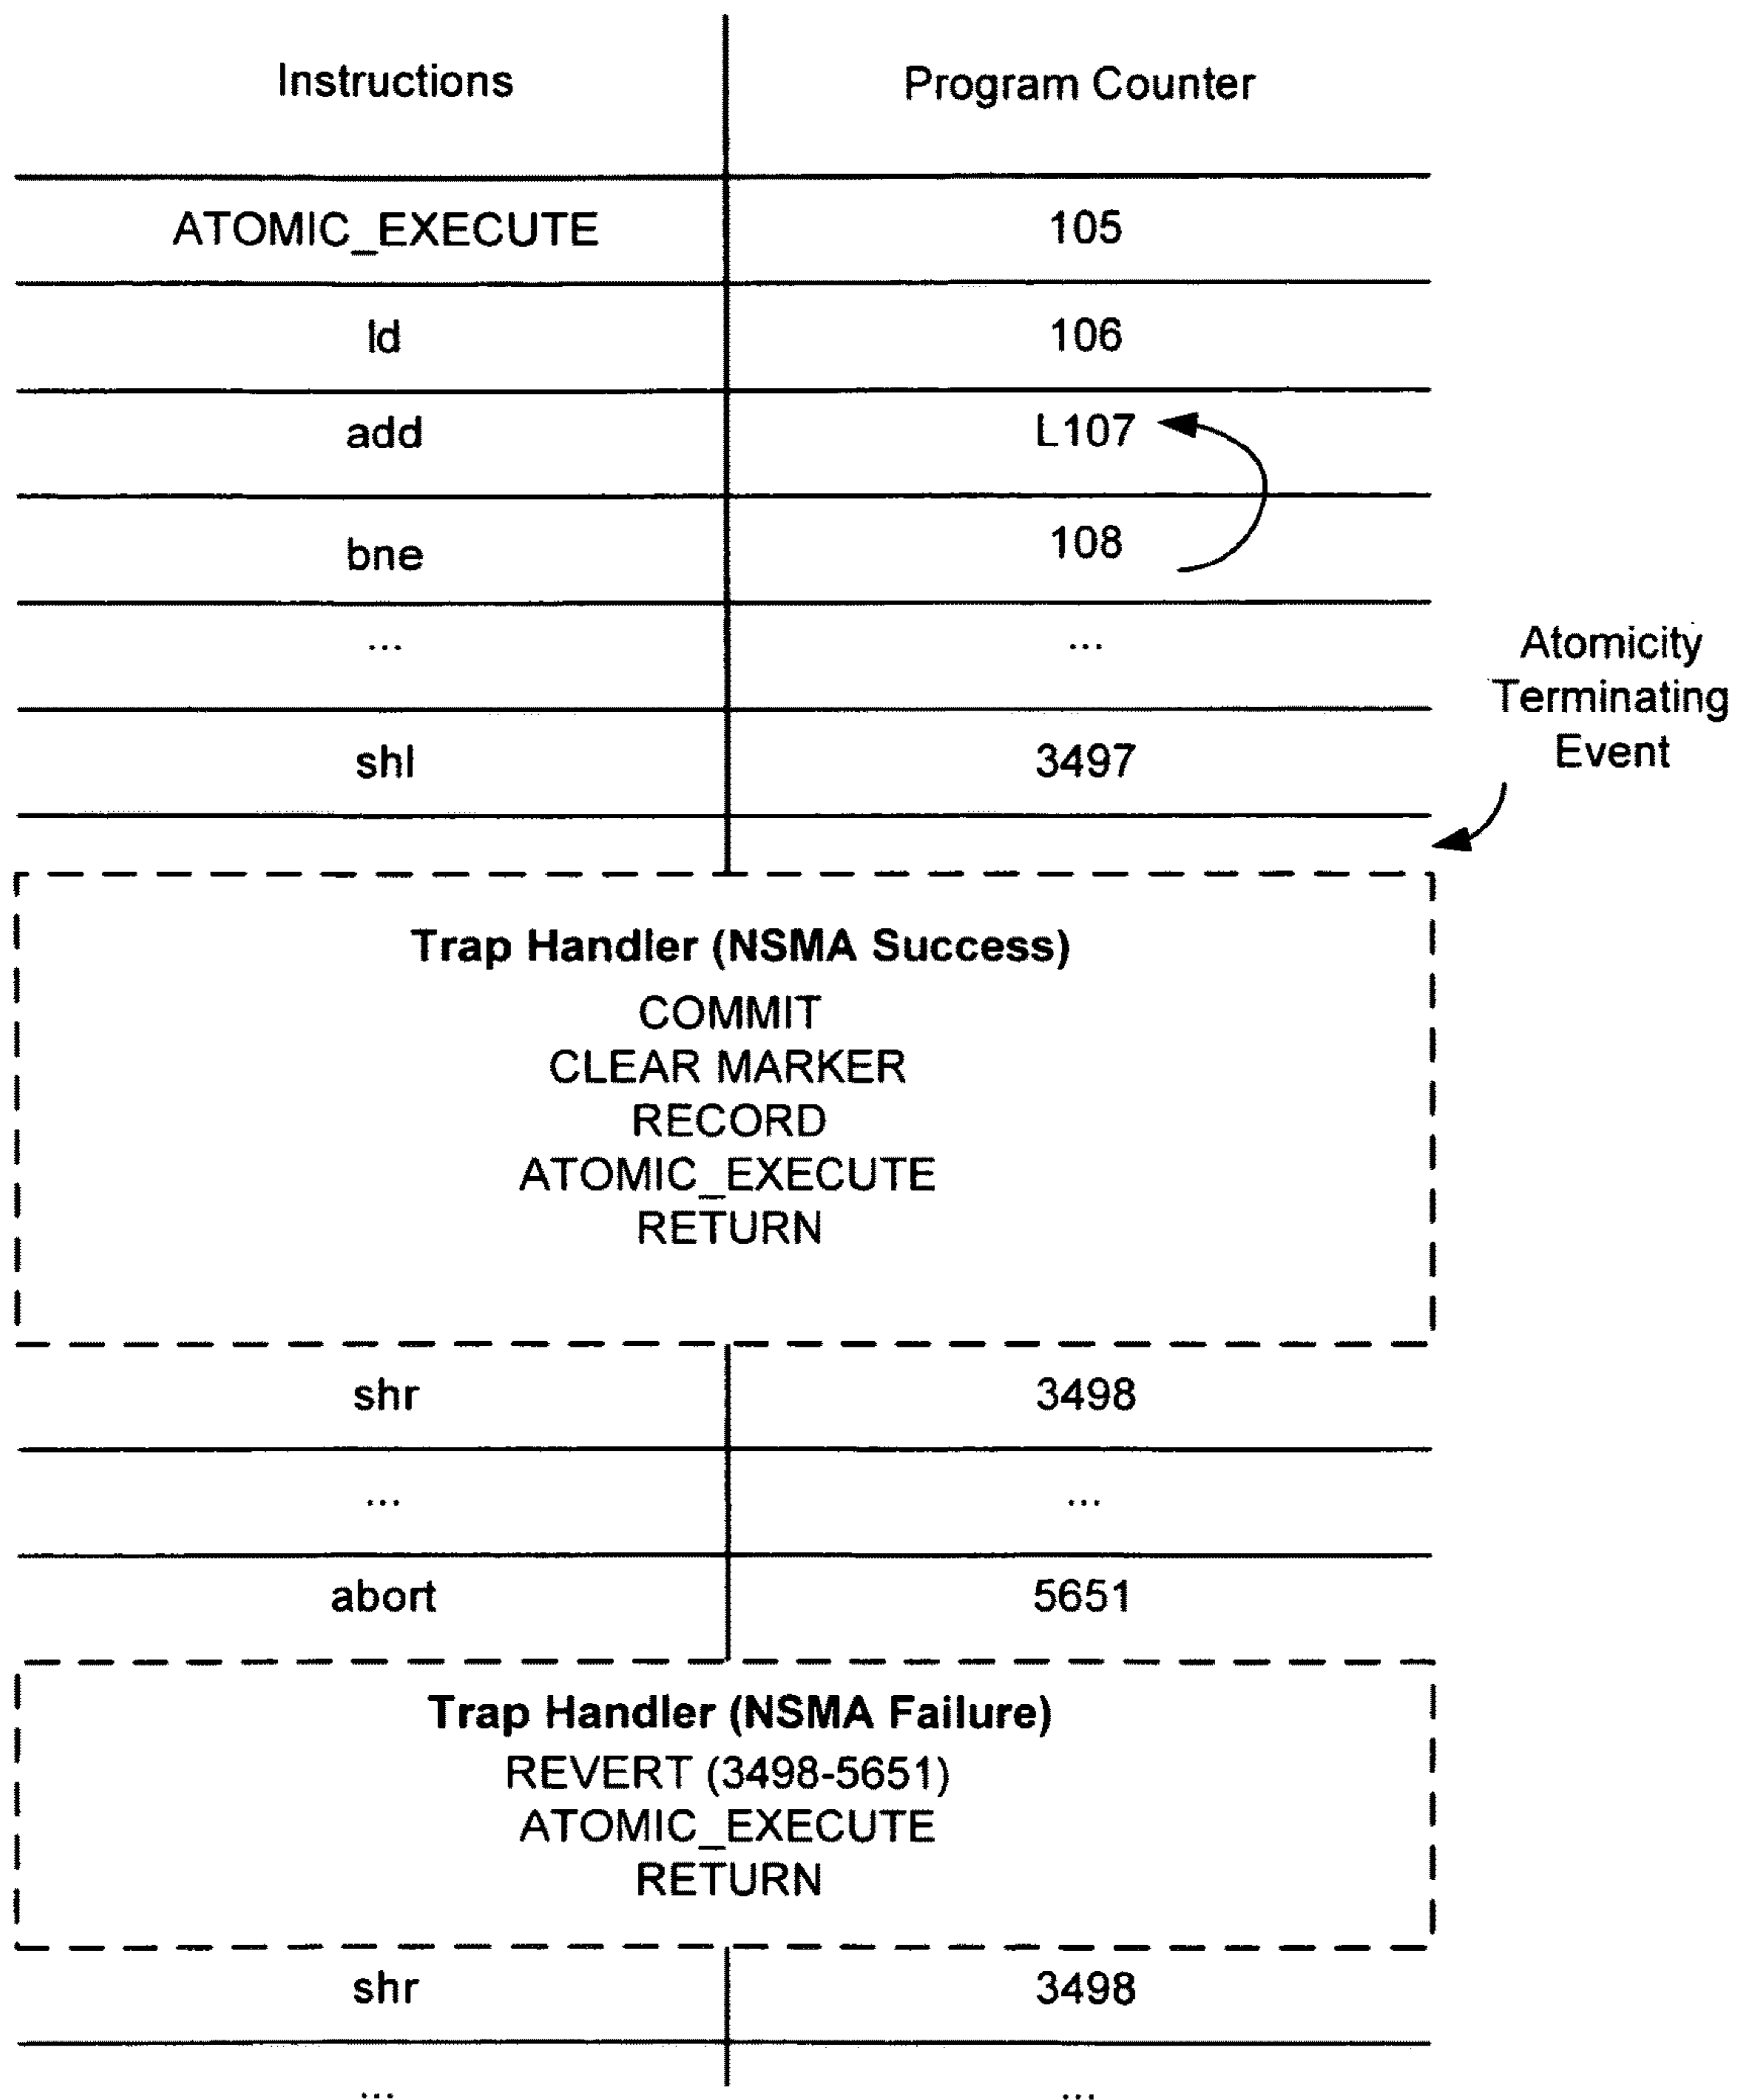 Instructions Program Counter
ATOMIC_EXECUTE 105
ld 106
add L107
bne 108
... ...
Atomicity
Terminating
Event
shl 3497
Trap Handler (NSMA Success)
COMMIT
CLEAR MARKER
RECORD
ATOMIC_EXECUTE
RETURN
shr 3498
... ...
abort 5651
Trap Handler (NSMA Failure)
REVERT (3498-5651)
ATOMIC_EXECUTE
RETURN
shr 3498
... ...